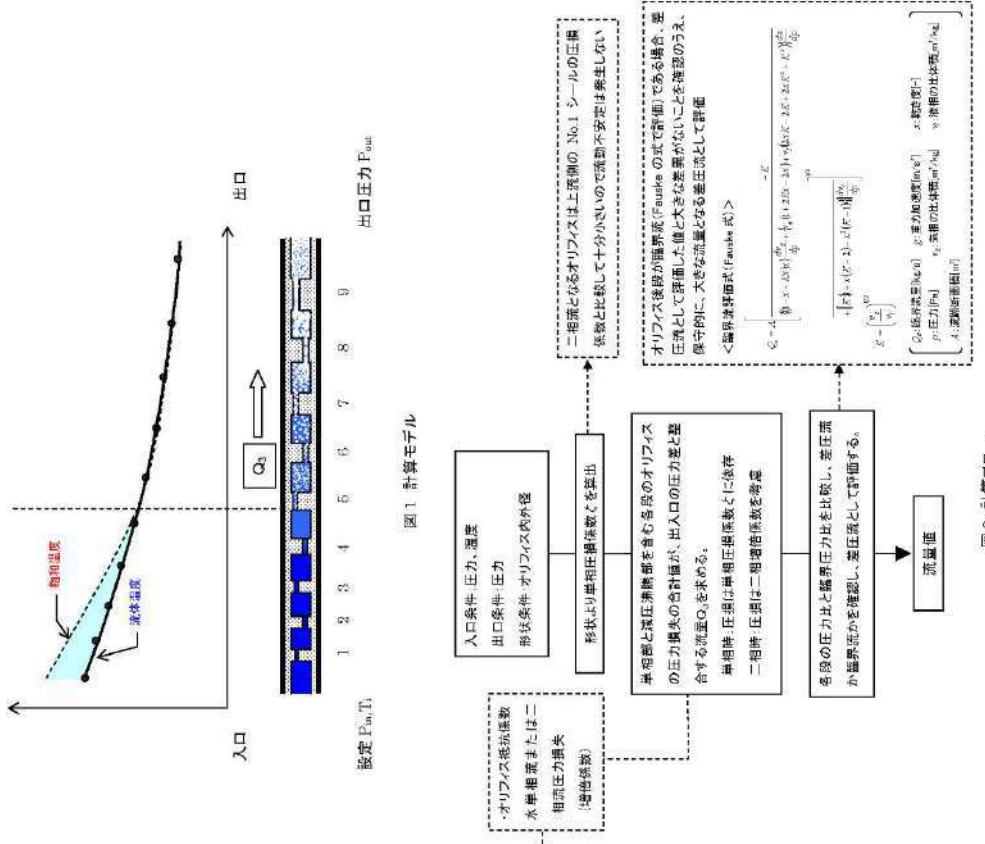 飽和温度
流体温度
入口
出口
Q₃
設定 Pin, Ti
1 2 3 4 5 6 7 8 9
出口圧力 Pout
図1 計算モデル
・オリフィス抵抗係数
水単相流または二
相流圧力損失
(増倍係数)
入口条件:圧力、温度
出口条件:圧力
形状条件:オリフィス内外径
形状より単相圧損係数ζを算出
単相部と減圧沸騰部を含む各段のオリフィス
の圧力損失の合計値が、出入口の圧力差と整
合する流量Q₃を求める。
単相時:圧損は単相圧損係数ζに依存
二相時:圧損は二相増倍係数を考慮
各段の圧力比と臨界圧力比を比較し、差圧流
か臨界流かを確認し、差圧流として評価する。
流量値
二相流となるオリフィスは上流側の No.1 シールの圧損
係数と比較して十分小さいので流動不安定は発生しない
オリフィス後段が臨界流(Fauske の式で評価)である場合、差
圧流として評価した値と大きな差異がないことを確認のうえ、
保守的に、大きな流量となる差圧流として評価
<臨界流評価式(Fauske 式)>
Qc:臨界流量[kg/s] g:重力加速度[m/s²] x:乾き度[-]
p:圧力[Pa] vg:気相の比体積[m³/kg] vl:液相の比体積[m³/kg]
A:流路断面積[m²]